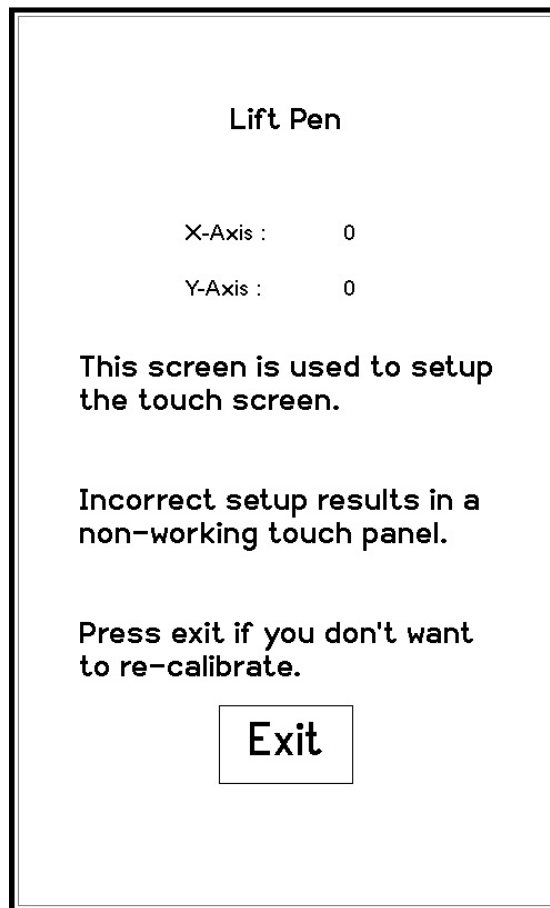 Lift Pen
X-Axis : 0
Y-Axis : 0
This screen is used to setup
the touch screen.
Incorrect setup results in a
non-working touch panel.
Press exit if you don't want
to re-calibrate.
Exit